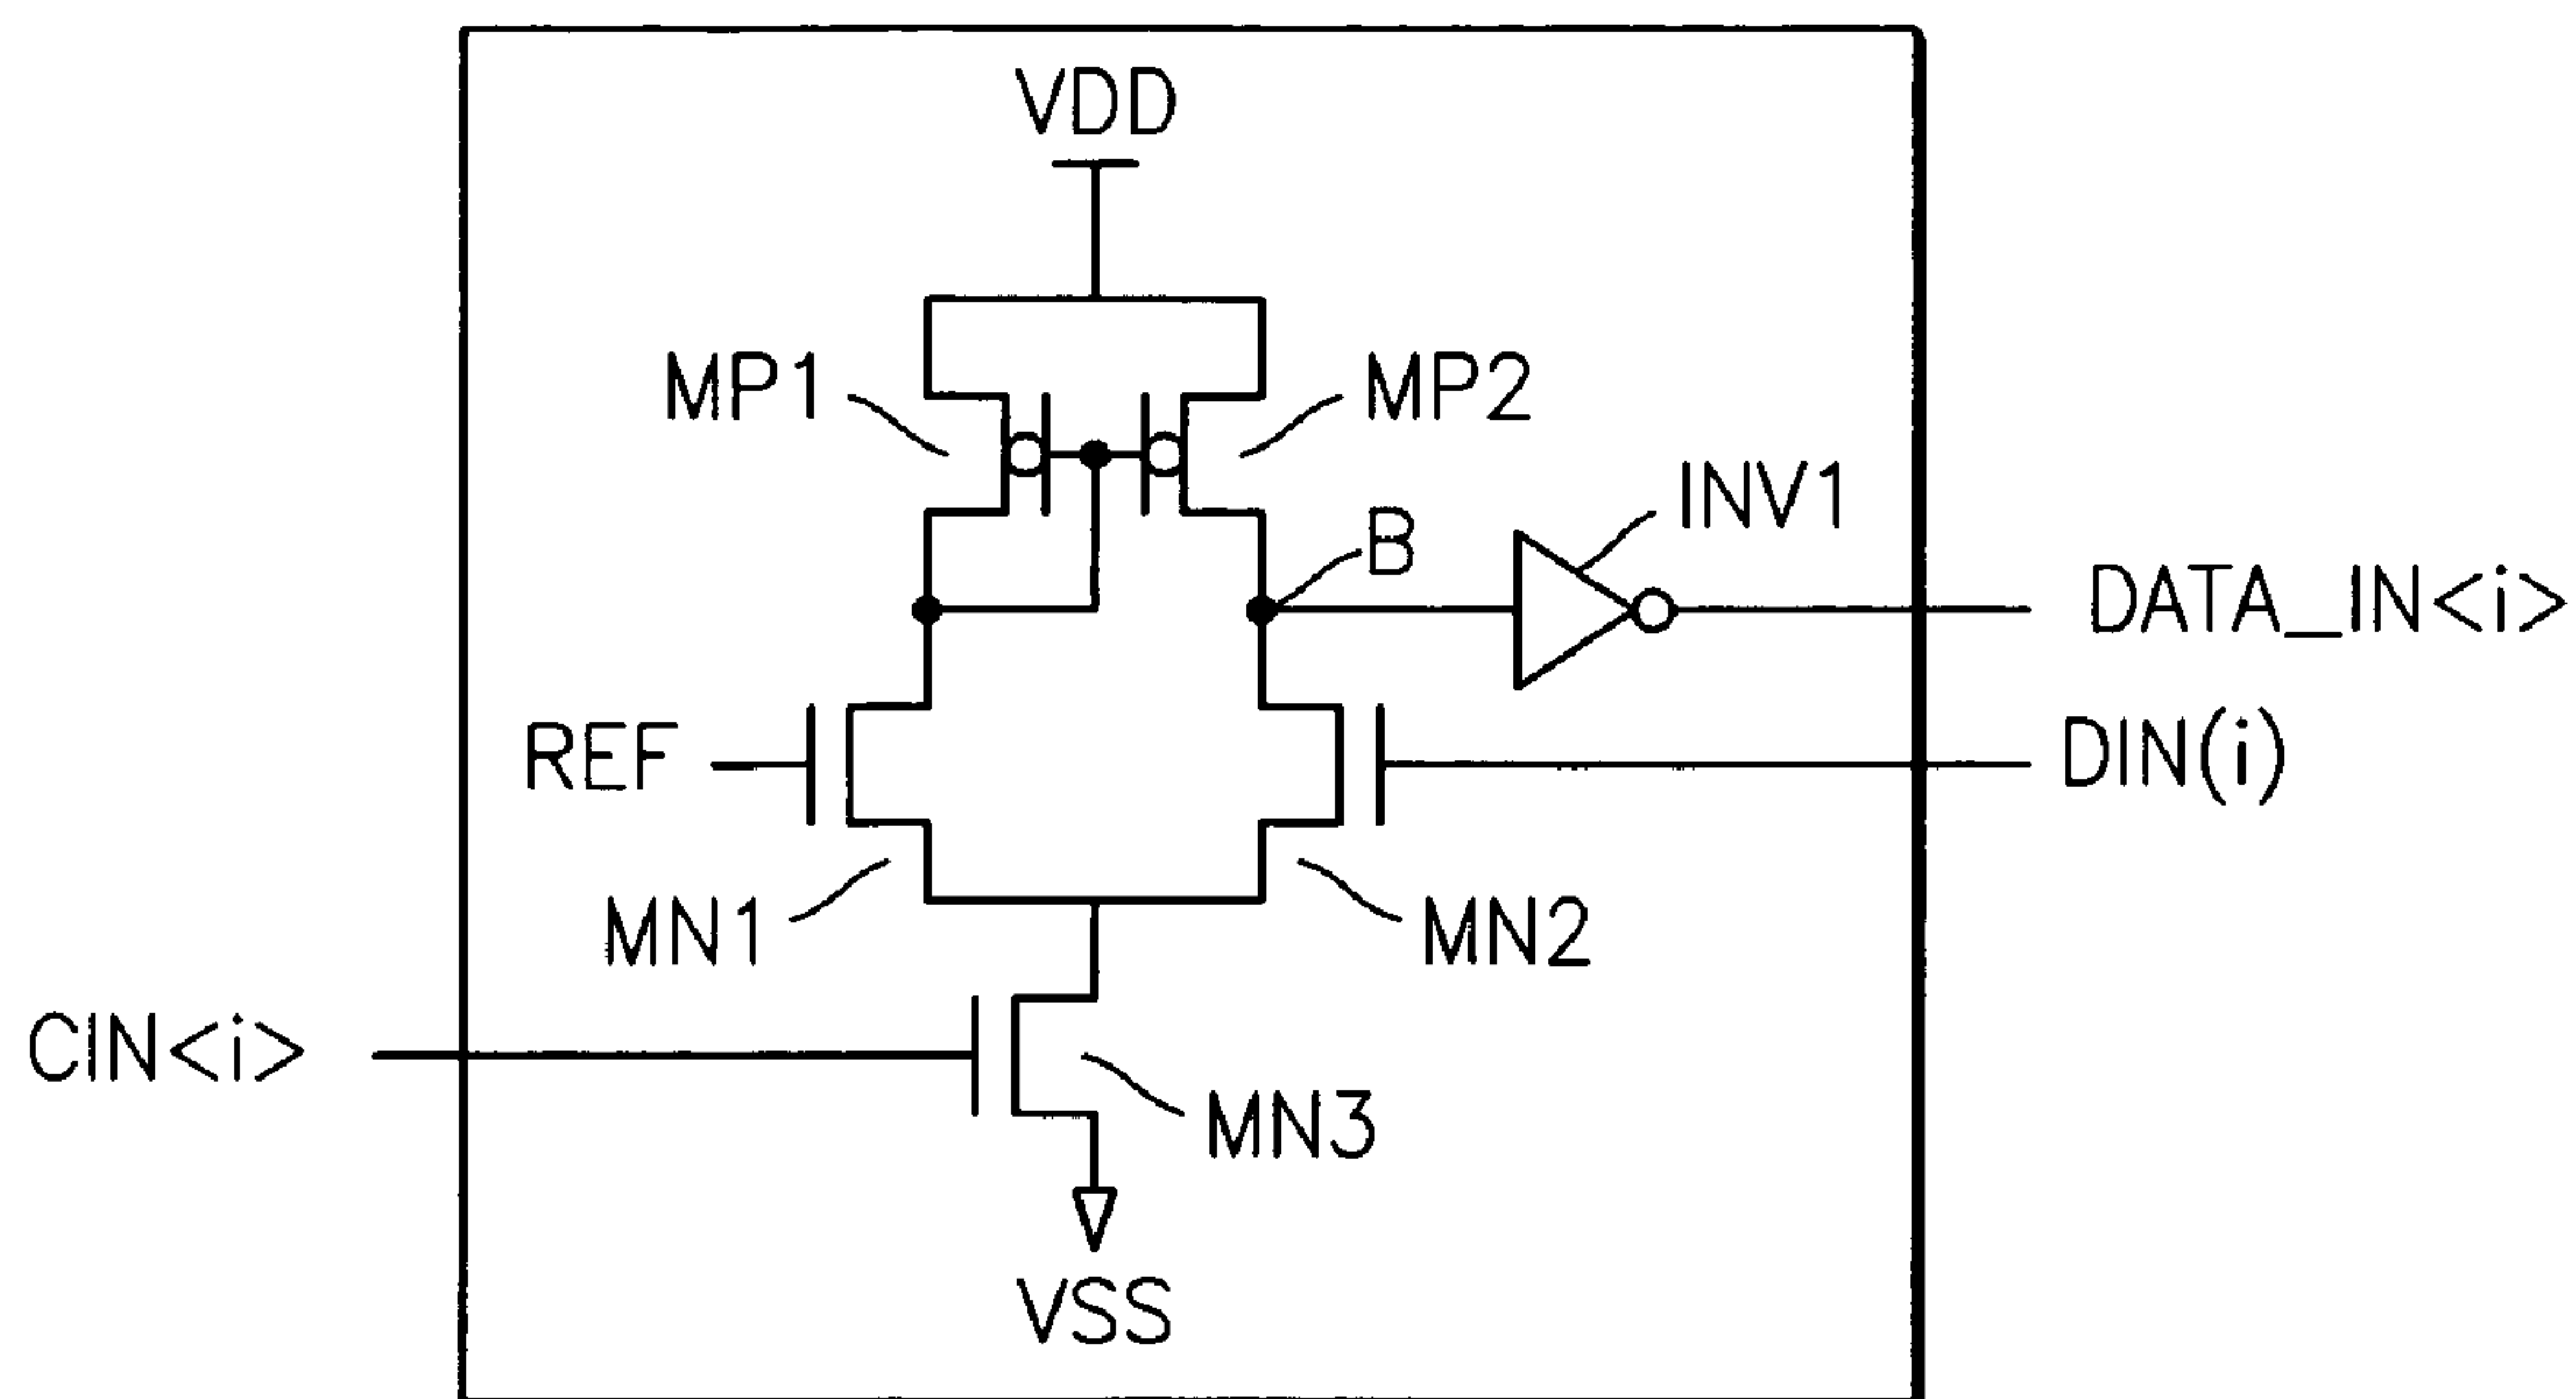 VDD
MP1
MP2
INV1
B
DATA_IN<i>
REF
DIN(i)
MN1
MN2
CIN<i>
MN3
VSS